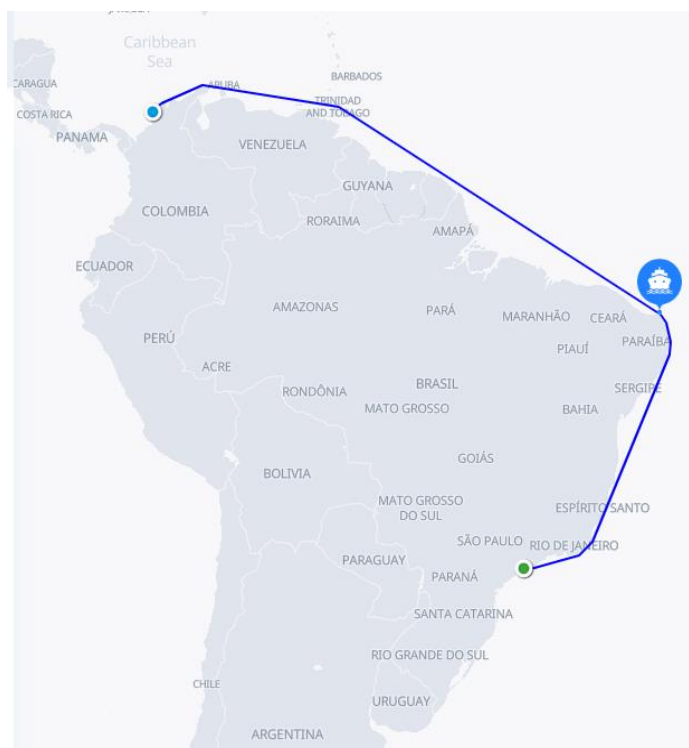 Caribbean
Sea
CARAGUA
ARUBA
BARBADOS
COSTA RICA
TRINIDAD
AND TOBAGO
PANAMA
VENEZUELA
GUYANA
COLOMBIA
RORAIMA
AMAPÁ
ECUADOR
AMAZONAS
PARÁ
MARANHÃO
CEARÁ
PERÚ
PIAUÍ
PARAÍBA
ACRE
RONDÔNIA
BRASIL
SERGIPE
MATO GROSSO
BAHIA
GOIÁS
BOLIVIA
MATO GROSSO
DO SUL
ESPÍRITO SANTO
SÃO PAULO
RIO DE JANEIRO
PARAGUAY
PARANÁ
SANTA CATARINA
RIO GRANDE DO SUL
CHILE
URUGUAY
ARGENTINA